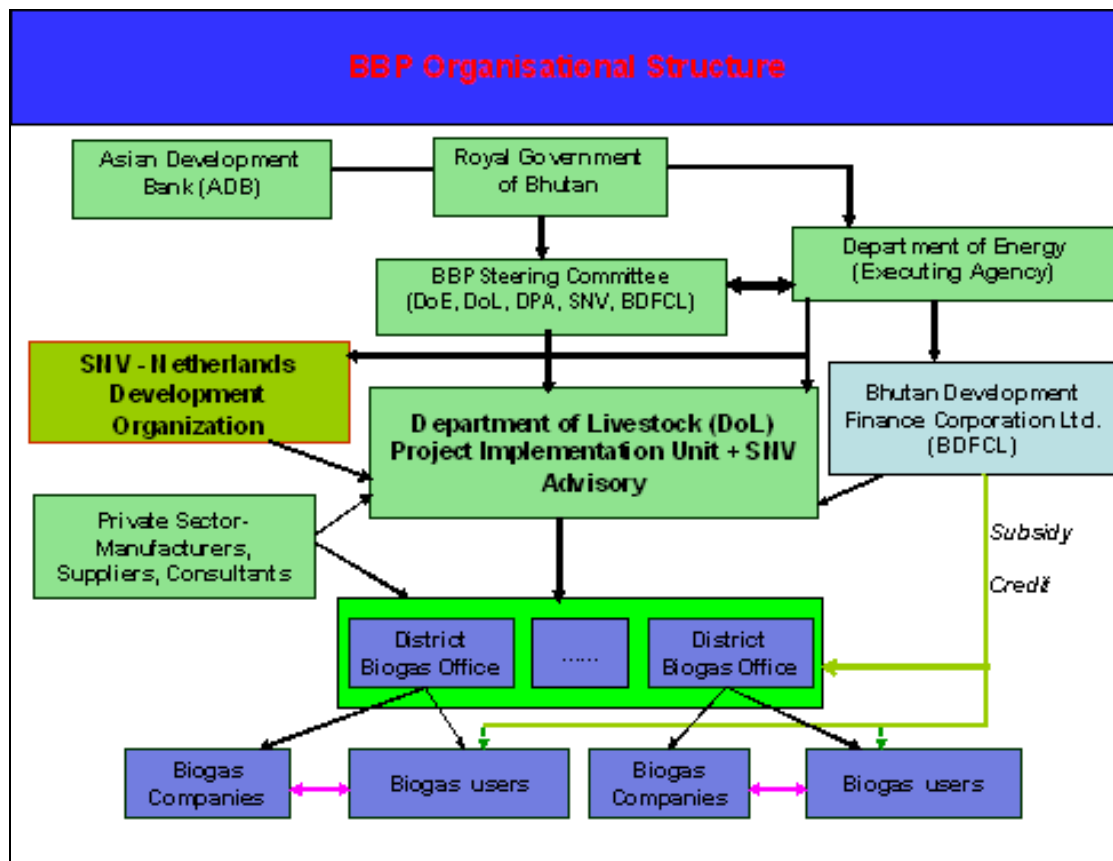 BBP Organisational Structure
Asian Development
Bank (ADB)
Royal Government
of Bhutan
Department of Energy
(Executing Agency)
BBP Steering Committee
(DoE, DoL, DPA, SNV, BDFCL)
SNV - Netherlands
Development
Organization
Bhutan Development
Finance Corporation Ltd.
(BDFCL)
Department of Livestock (DoL)
Project Implementation Unit + SNV
Advisory
Private Sector-
Manufacturers,
Suppliers, Consultants
Subsidy
Credit
District
Biogas Office
......
District
Biogas Office
Biogas
Companies
Biogas users
Biogas
Companies
Biogas users